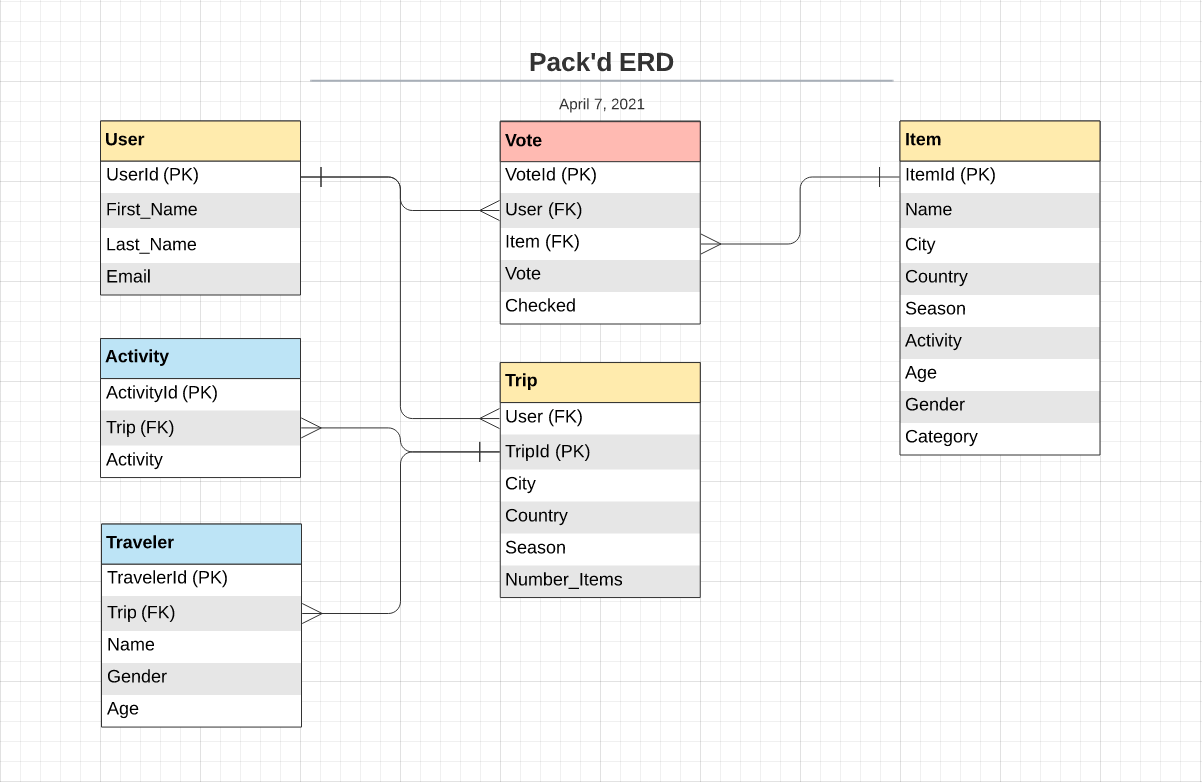 Pack'd ERD
April 7, 2021
User
UserId (PK)
First_Name
Last_Name
Email
Activity
ActivityId (PK)
Trip (FK)
Activity
Traveler
TravelerId (PK)
Trip (FK)
Name
Gender
Age
Vote
VoteId (PK)
User (FK)
Item (FK)
Vote
Checked
Trip
User (FK)
TripId (PK)
City
Country
Season
Number_Items
Item
ItemId (PK)
Name
City
Country
Season
Activity
Age
Gender
Category